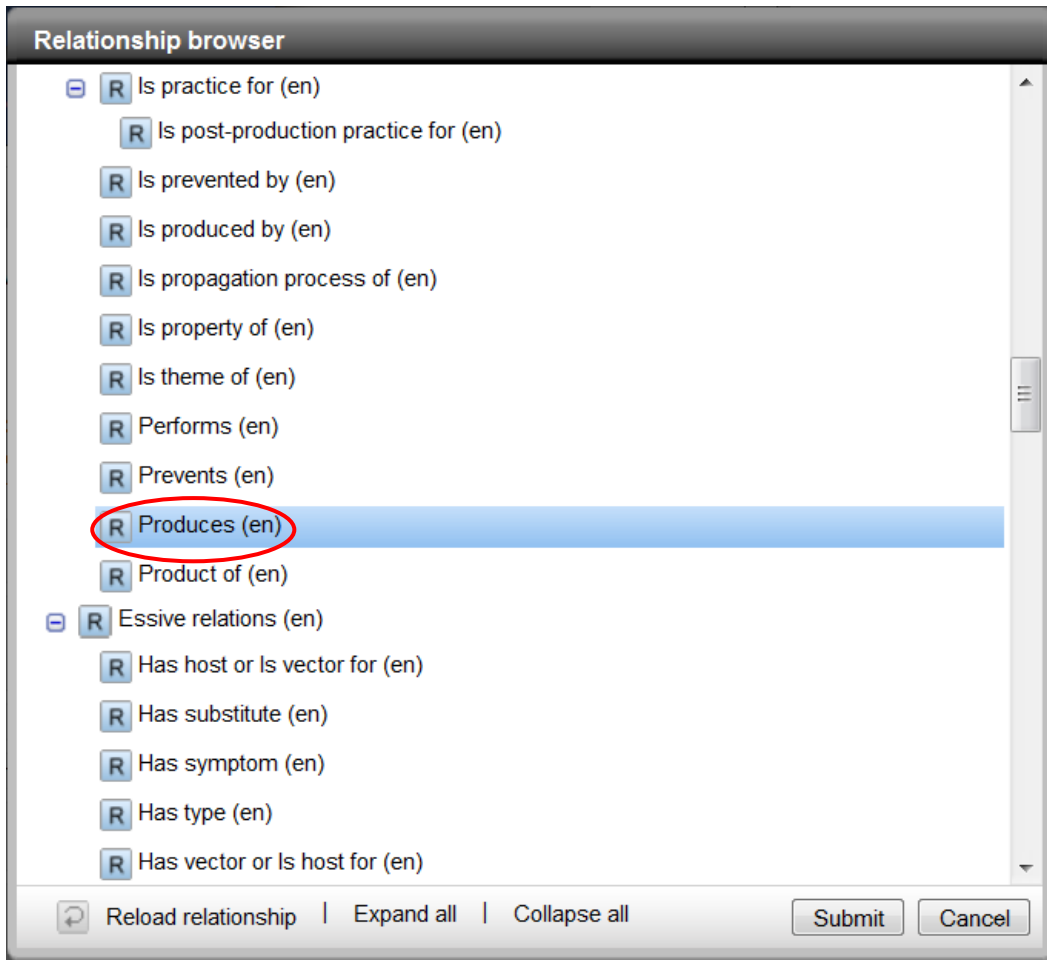 Relationship browser
R Is practice for (en)
R Is post-production practice for (en)
R Is prevented by (en)
R Is produced by (en)
R Is propagation process of (en)
R Is property of (en)
R Is theme of (en)
R Performs (en)
R Prevents (en)
R Produces (en)
R Product of (en)
R Essive relations (en)
R Has host or Is vector for (en)
R Has substitute (en)
R Has symptom (en)
R Has type (en)
R Has vector or Is host for (en)
Reload relationship | Expand all | Collapse all Submit Cancel